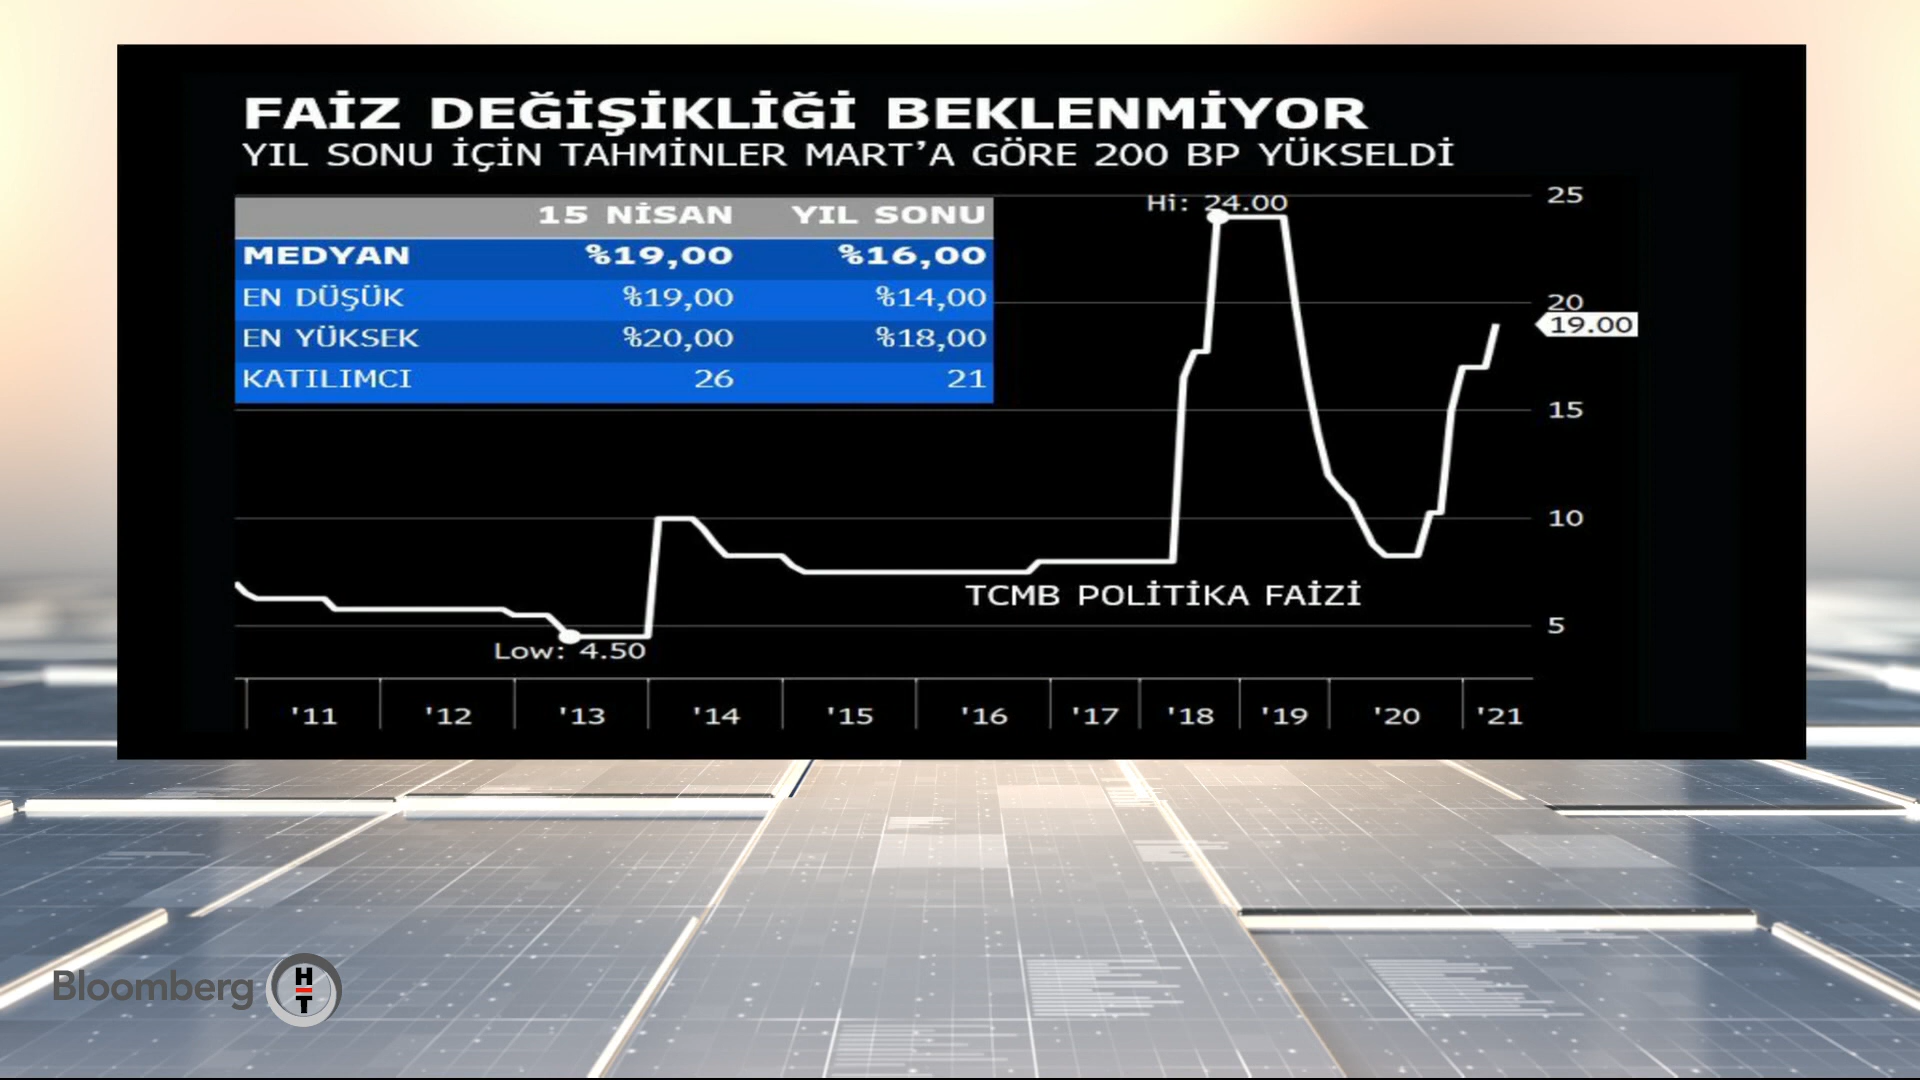 FAİZ DEĞİŞİKLİĞİ BEKLENMİYOR
YIL SONU İÇİN TAHMİNLER MART'A GÖRE 200 BP YÜKSELDİ
15 NİSAN YIL SONU
MEDYAN %19,00 %16,00
EN DÜŞÜK %19,00 %14,00
EN YÜKSEK %20,00 %18,00
KATILIMCI 26 21
Hi: 24.00
25
20
19.00
15
10
5
TCMB POLİTİKA FAİZİ
Low: 4.50
'11 '12 '13 '14 '15 '16 '17 '18 '19 '20 '21
Bloomberg HT